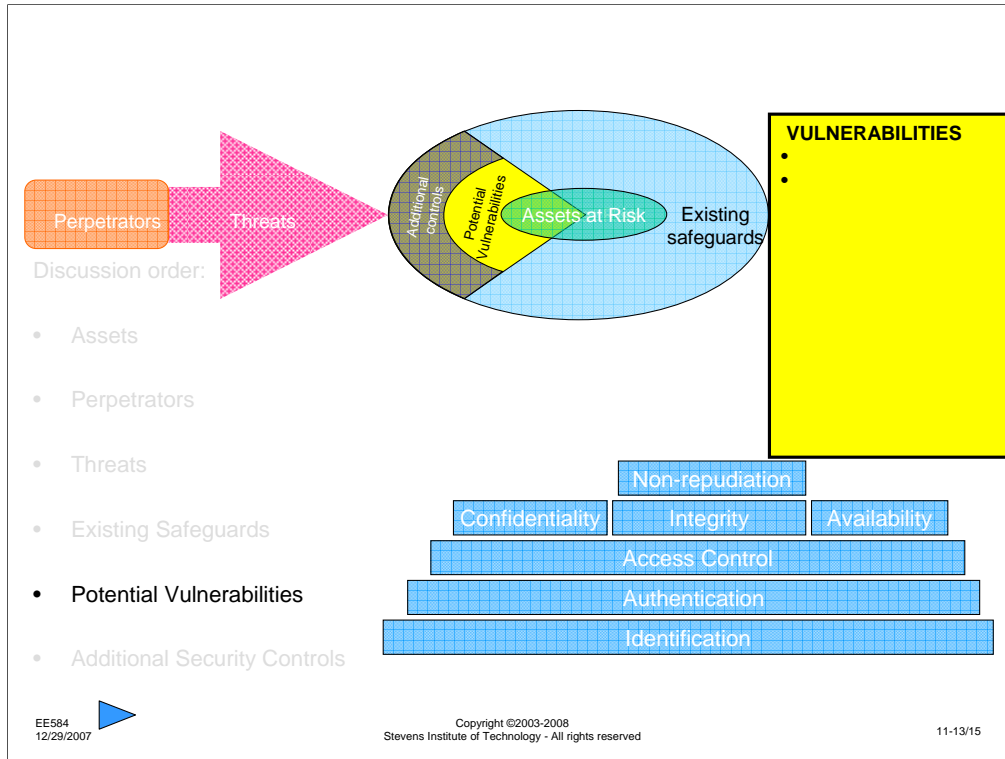 VULNERABILITIES
•
•
Perpetrators
Threats
Additional
controls
Potential
Vulnerabilities
Assets at Risk
Existing
safeguards
Discussion order:
• Assets
• Perpetrators
• Threats
• Existing Safeguards
• Potential Vulnerabilities
• Additional Security Controls
Non-repudiation
Confidentiality
Integrity
Availability
Access Control
Authentication
Identification
EE584
12/29/2007
Copyright ©2003-2008
Stevens Institute of Technology - All rights reserved
11-13/15